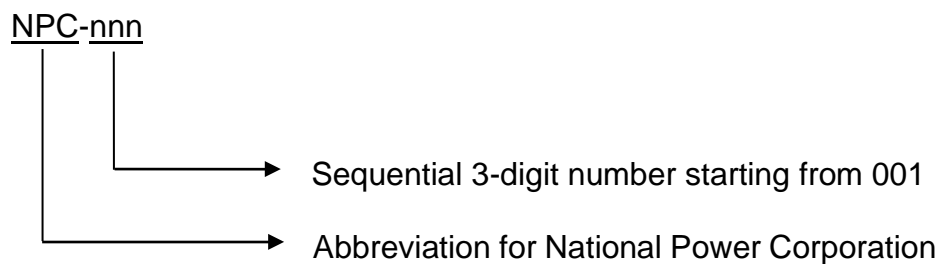 NPC-nnn
Sequential 3-digit number starting from 001
Abbreviation for National Power Corporation